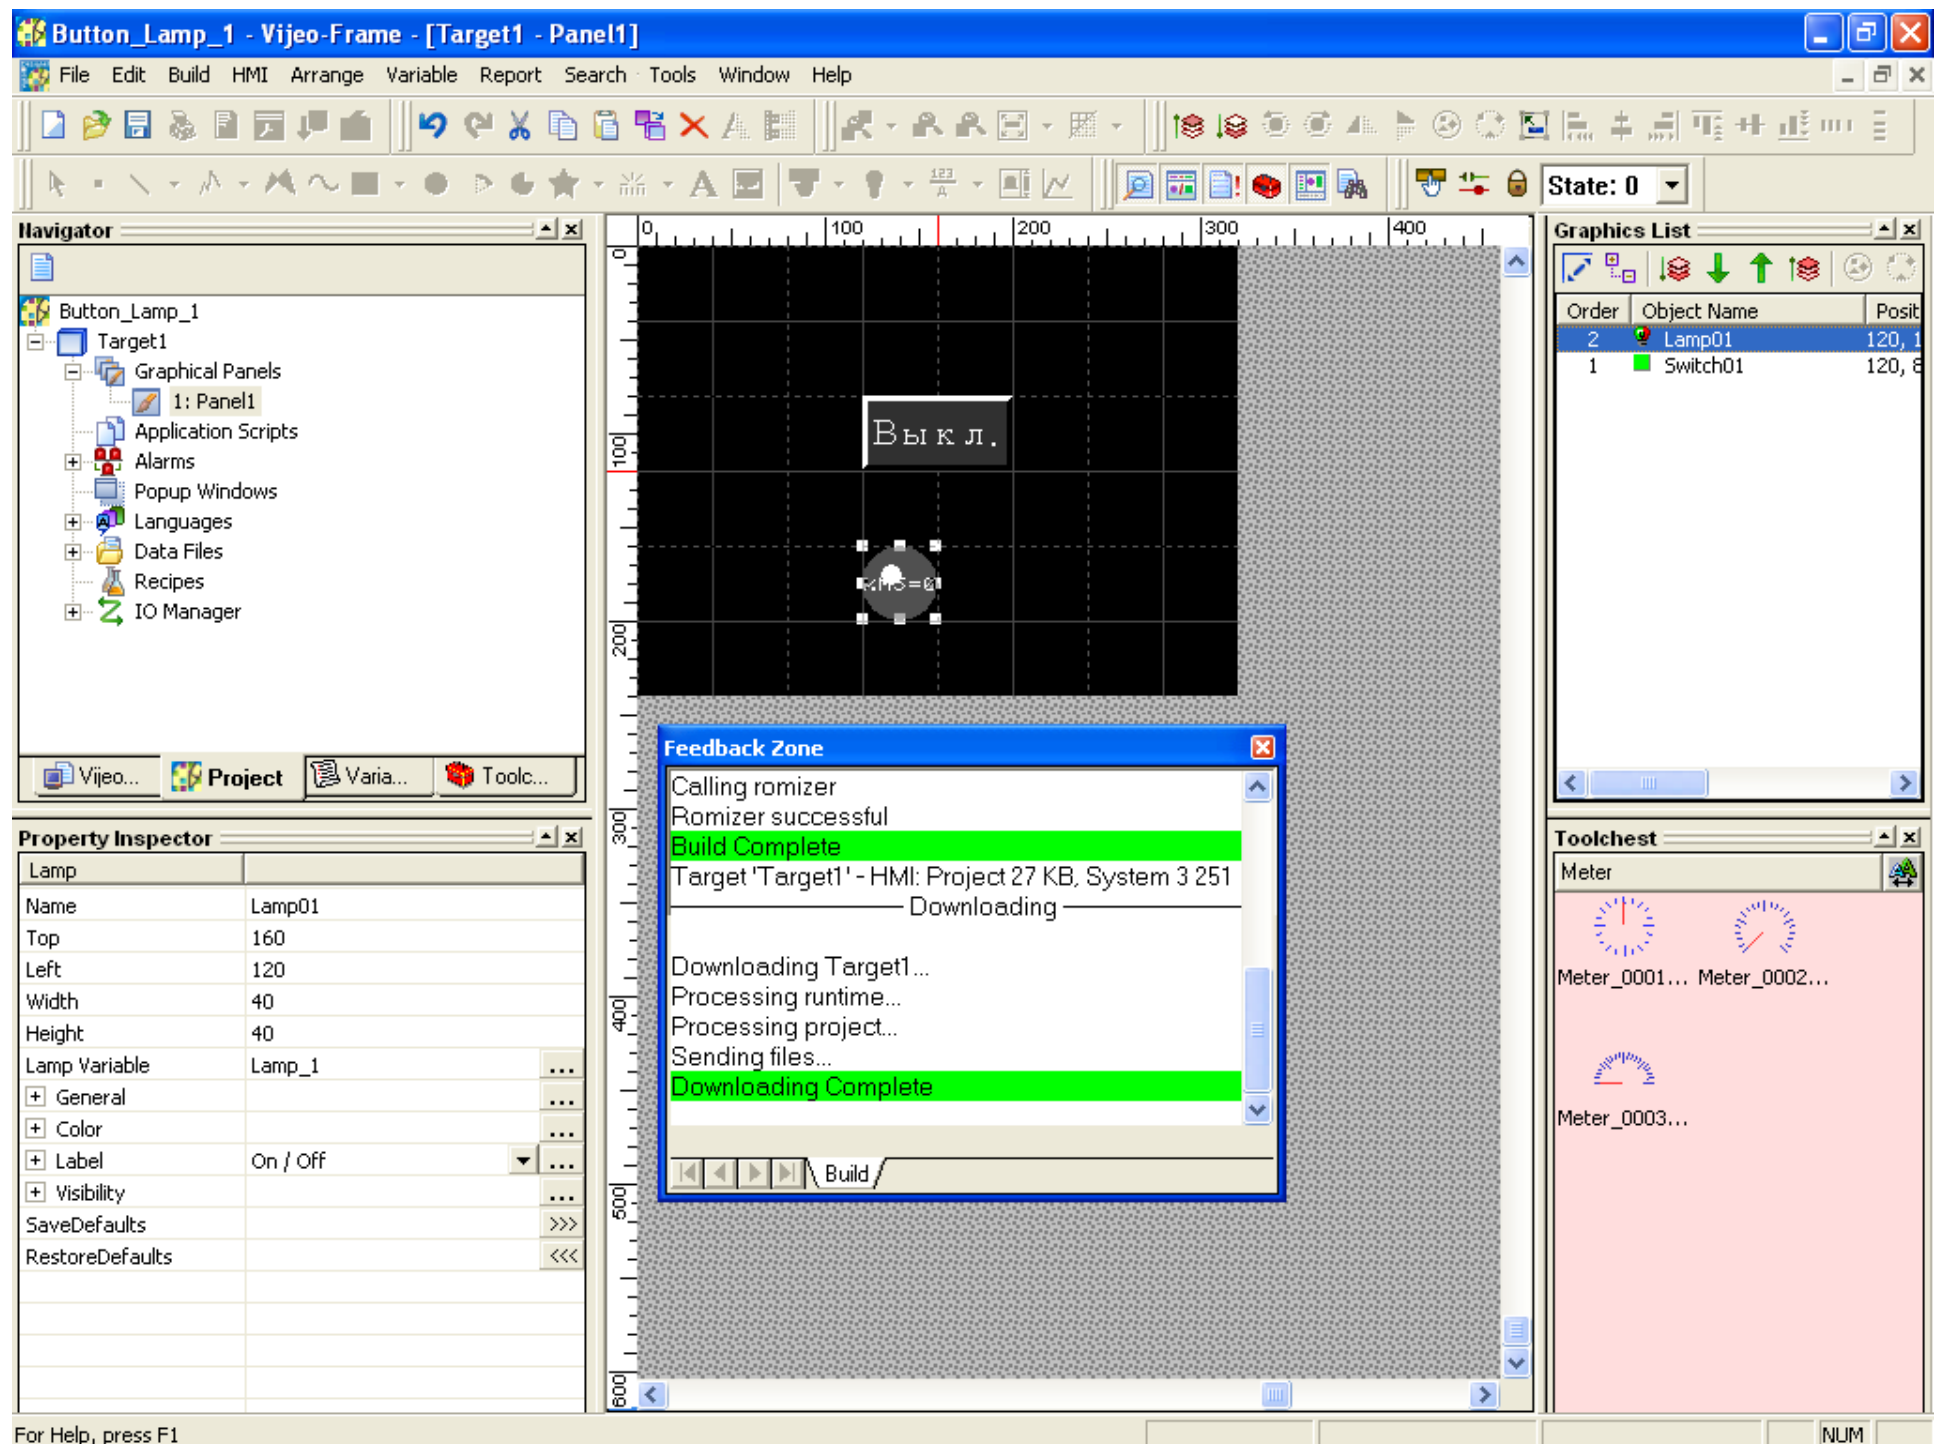 Button_Lamp_1 - Vijeo-Frame - [Target1 - Panel1]
File Edit Build HMI Arrange Variable Report Search Tools Window Help
State: 0
Navigator
Button_Lamp_1
Target1
Graphical Panels
1: Panel1
Application Scripts
Alarms
Popup Windows
Languages
Data Files
Recipes
IO Manager
Vijeo... Project Varia... Toolc...
Property Inspector
Lamp
Name Lamp01
Top 160
Left 120
Width 40
Height 40
Lamp Variable Lamp_1 ...
General ...
Color ...
Label On / Off ...
Visibility ...
SaveDefaults >>>
RestoreDefaults <<<
0 100 200 300 400
0
100
200
300
400
500
600
Выкл.
Feedback Zone
Calling romizer
Romizer successful
Build Complete
Target 'Target1' - HMI: Project 27 KB, System 3 251
Downloading
Downloading Target1...
Processing runtime...
Processing project...
Sending files...
Downloading Complete
Build
Graphics List
Order Object Name Posit
2 Lamp01 120, 1
1 Switch01 120, 8
Toolchest
Meter
Meter_0001... Meter_0002...
Meter_0003...
For Help, press F1
NUM